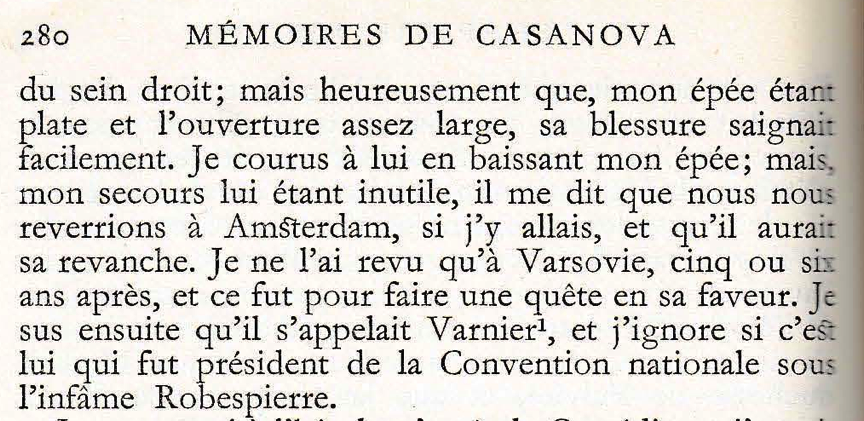 280 MÉMOIRES DE CASANOVA
du sein droit; mais heureusement que, mon épée étant
plate et l'ouverture assez large, sa blessure saignait
facilement. Je courus à lui en baissant mon épée; mais,
mon secours lui étant inutile, il me dit que nous nous
reverrions à Amsterdam, si j'y allais, et qu'il aurait
sa revanche. Je ne l'ai revu qu'à Varsovie, cinq ou six
ans après, et ce fut pour faire une quête en sa faveur. Je
sus ensuite qu'il s'appelait Varnier¹, et j'ignore si c'est
lui qui fut président de la Convention nationale sous
l'infâme Robespierre.